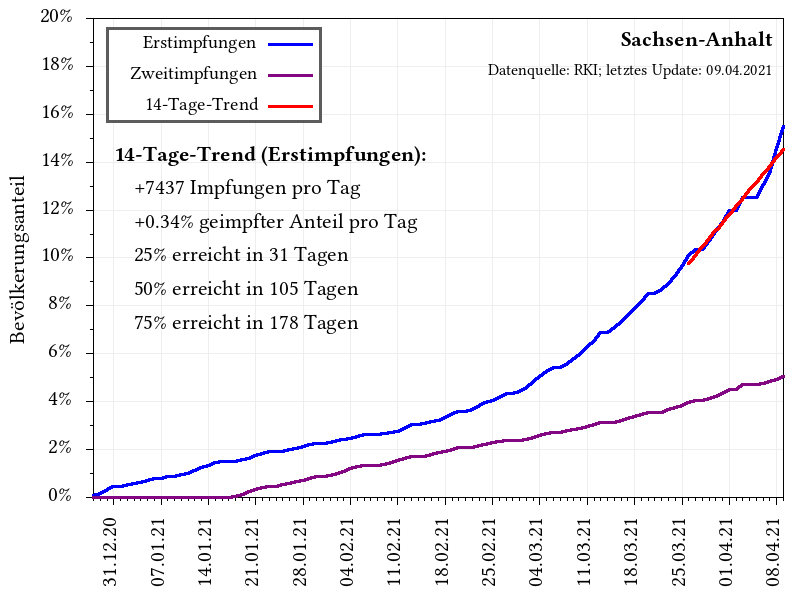 20%
18%
16%
14%
12%
10%
8%
6%
4%
2%
0%
Bevölkerungsanteil
Erstimpfungen
Zweitimpfungen
14-Tage-Trend
Sachsen-Anhalt
Datenquelle: RKI; letztes Update: 09.04.2021
14-Tage-Trend (Erstimpfungen):
+7437 Impfungen pro Tag
+0.34% geimpfter Anteil pro Tag
25% erreicht in 31 Tagen
50% erreicht in 105 Tagen
75% erreicht in 178 Tagen
31.12.20
07.01.21
14.01.21
21.01.21
28.01.21
04.02.21
11.02.21
18.02.21
25.02.21
04.03.21
11.03.21
18.03.21
25.03.21
01.04.21
08.04.21